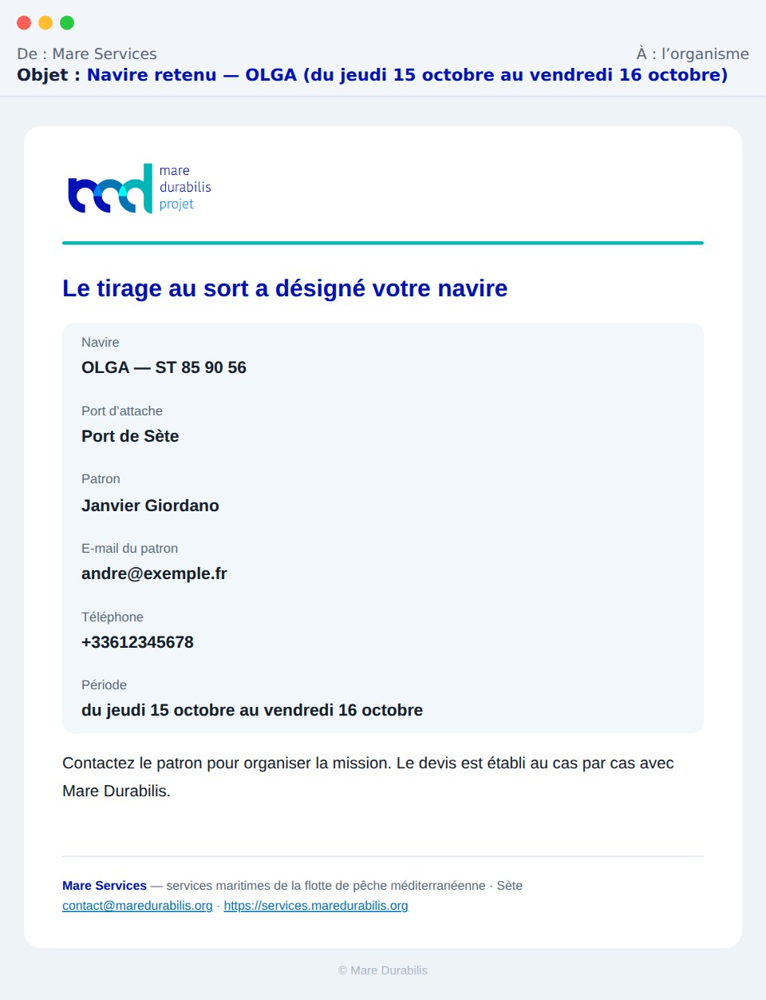 De : Mare Services
À : l’organisme
Objet : Navire retenu — OLGA (du jeudi 15 octobre au vendredi 16 octobre)
mare
durabilis
projet
Le tirage au sort a désigné votre navire
Navire
OLGA — ST 85 90 56
Port d’attache
Port de Sète
Patron
Janvier Giordano
E-mail du patron
andre@exemple.fr
Téléphone
+33612345678
Période
du jeudi 15 octobre au vendredi 16 octobre
Contactez le patron pour organiser la mission. Le devis est établi au cas par cas avec
Mare Durabilis.
Mare Services — services maritimes de la flotte de pêche méditerranéenne · Sète
contact@maredurabilis.org · https://services.maredurabilis.org
© Mare Durabilis